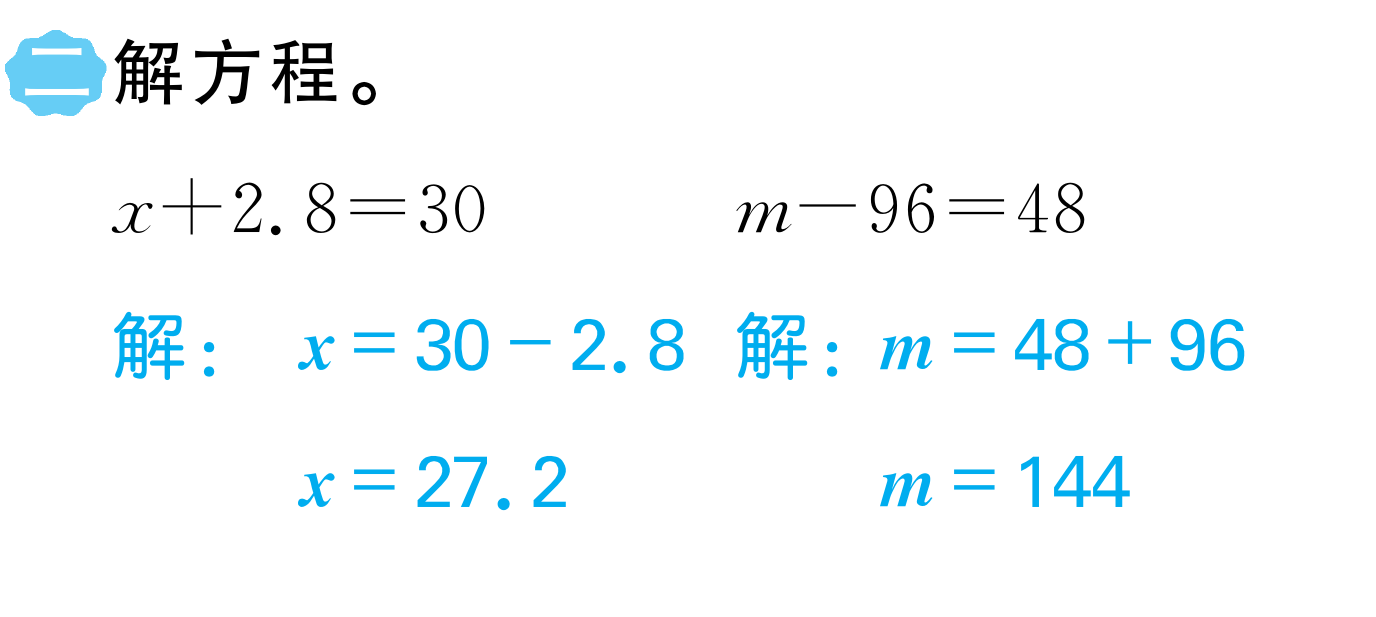 二 解方程。
x+2.8=30 m-96=48
解: x=30-2.8 解: m=48+96
x=27.2 m=144